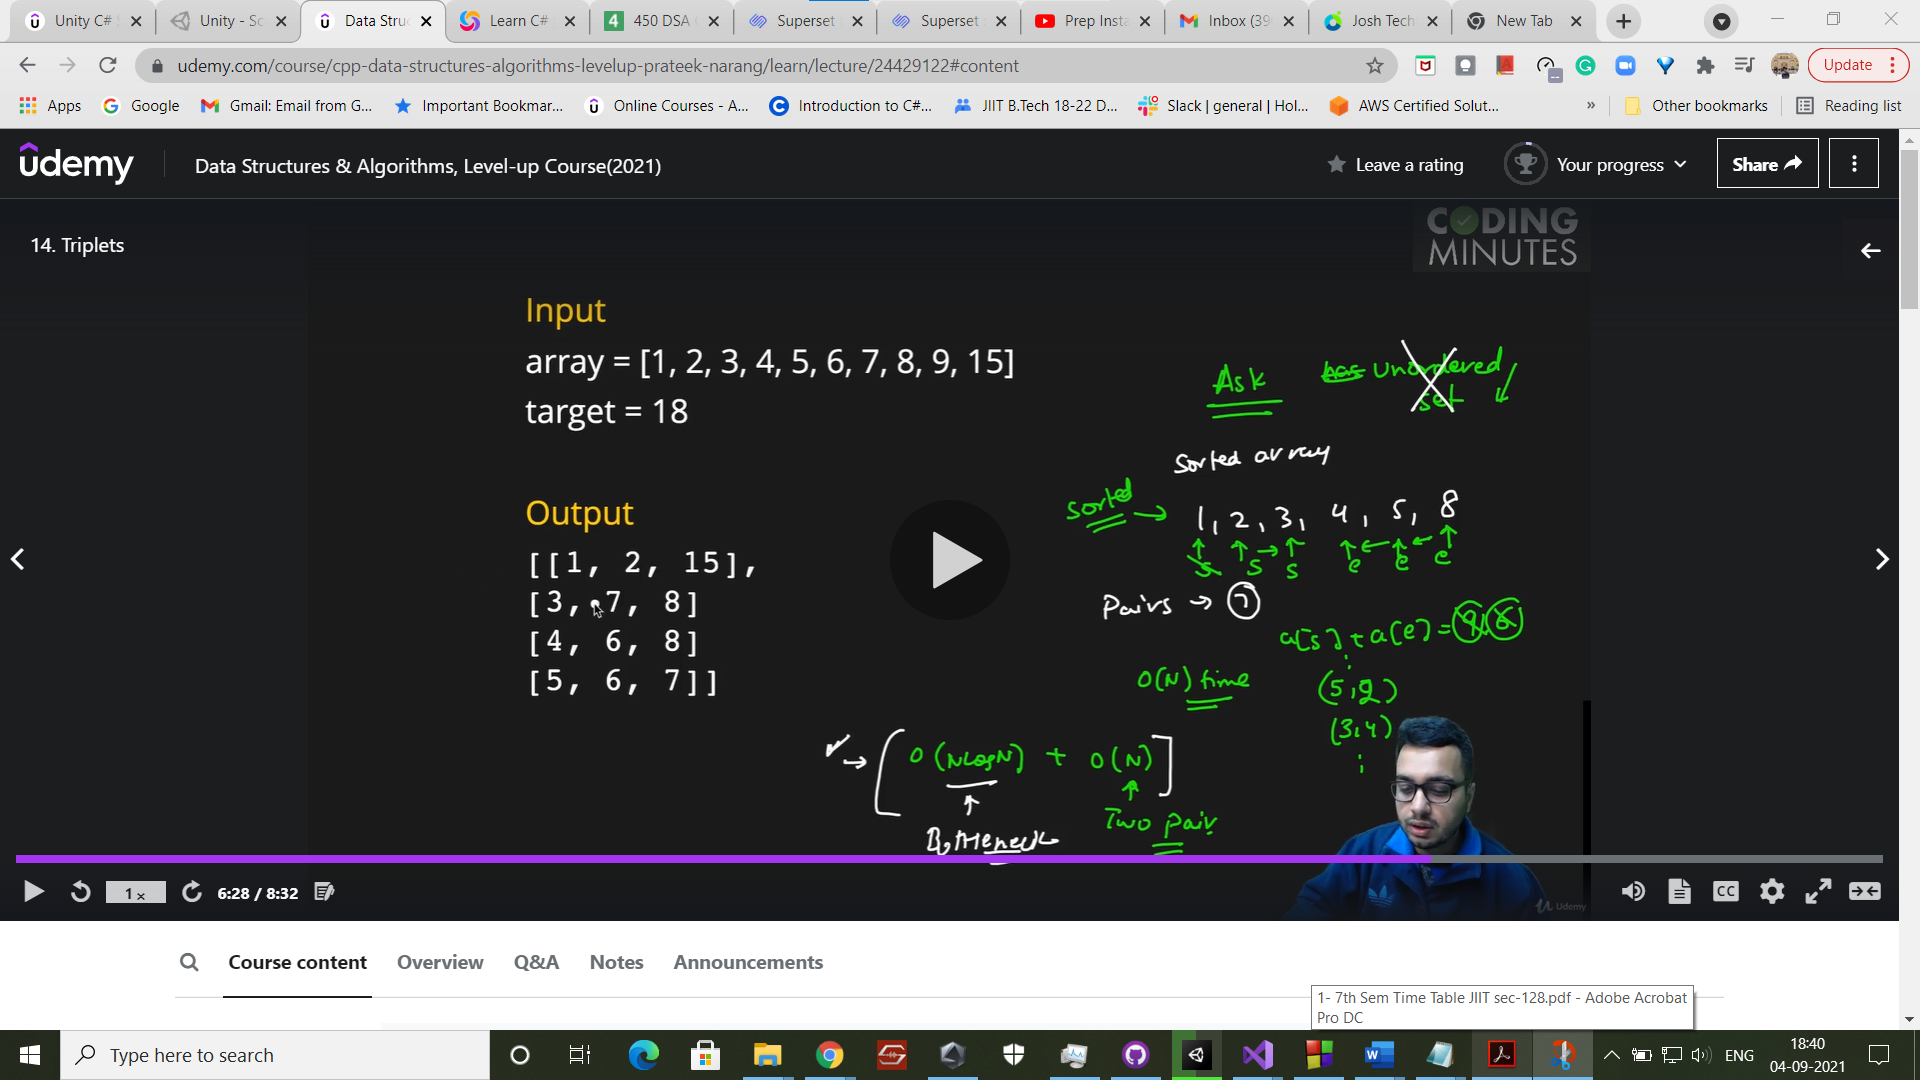 Unity C#
Unity - Sc
Data Struc
Learn C#
450 DSA
Superset
Superset
Prep Insta
Inbox (39
Josh Tech
New Tab
udemy.com/course/cpp-data-structures-algorithms-levelup-prateek-narang/learn/lecture/24429122#content
Update
Apps
Google
Gmail: Email from G...
Important Bookmar...
Online Courses - A...
Introduction to C#...
JIIT B.Tech 18-22 D...
Slack | general | Hol...
AWS Certified Solut...
»
Other bookmarks
Reading list
ûdemy
Data Structures & Algorithms, Level-up Course(2021)
Leave a rating
Your progress
Share
14. Triplets
CODING
MINUTES
Input
array = [1, 2, 3, 4, 5, 6, 7, 8, 9, 15]
target = 18
Ask
has unordered
set
Sorted array
Output
sorted → 1, 2, 3, 4, 5, 8
[[1, 2, 15],
s s s e e e
[3, 7, 8]
Pairs → 7
[4, 6, 8]
a[s] + a[e] = 9, 6
[5, 6, 7]]
O(N) time
(5,2)
(3,4)
O(NlogN) + O(N)
Two pair
Bottleneck
1x
6:28 / 8:32
CC
Udemy
Course content
Overview
Q&A
Notes
Announcements
1- 7th Sem Time Table JIIT sec-128.pdf - Adobe Acrobat
Pro DC
Type here to search
ENG
18:40
04-09-2021